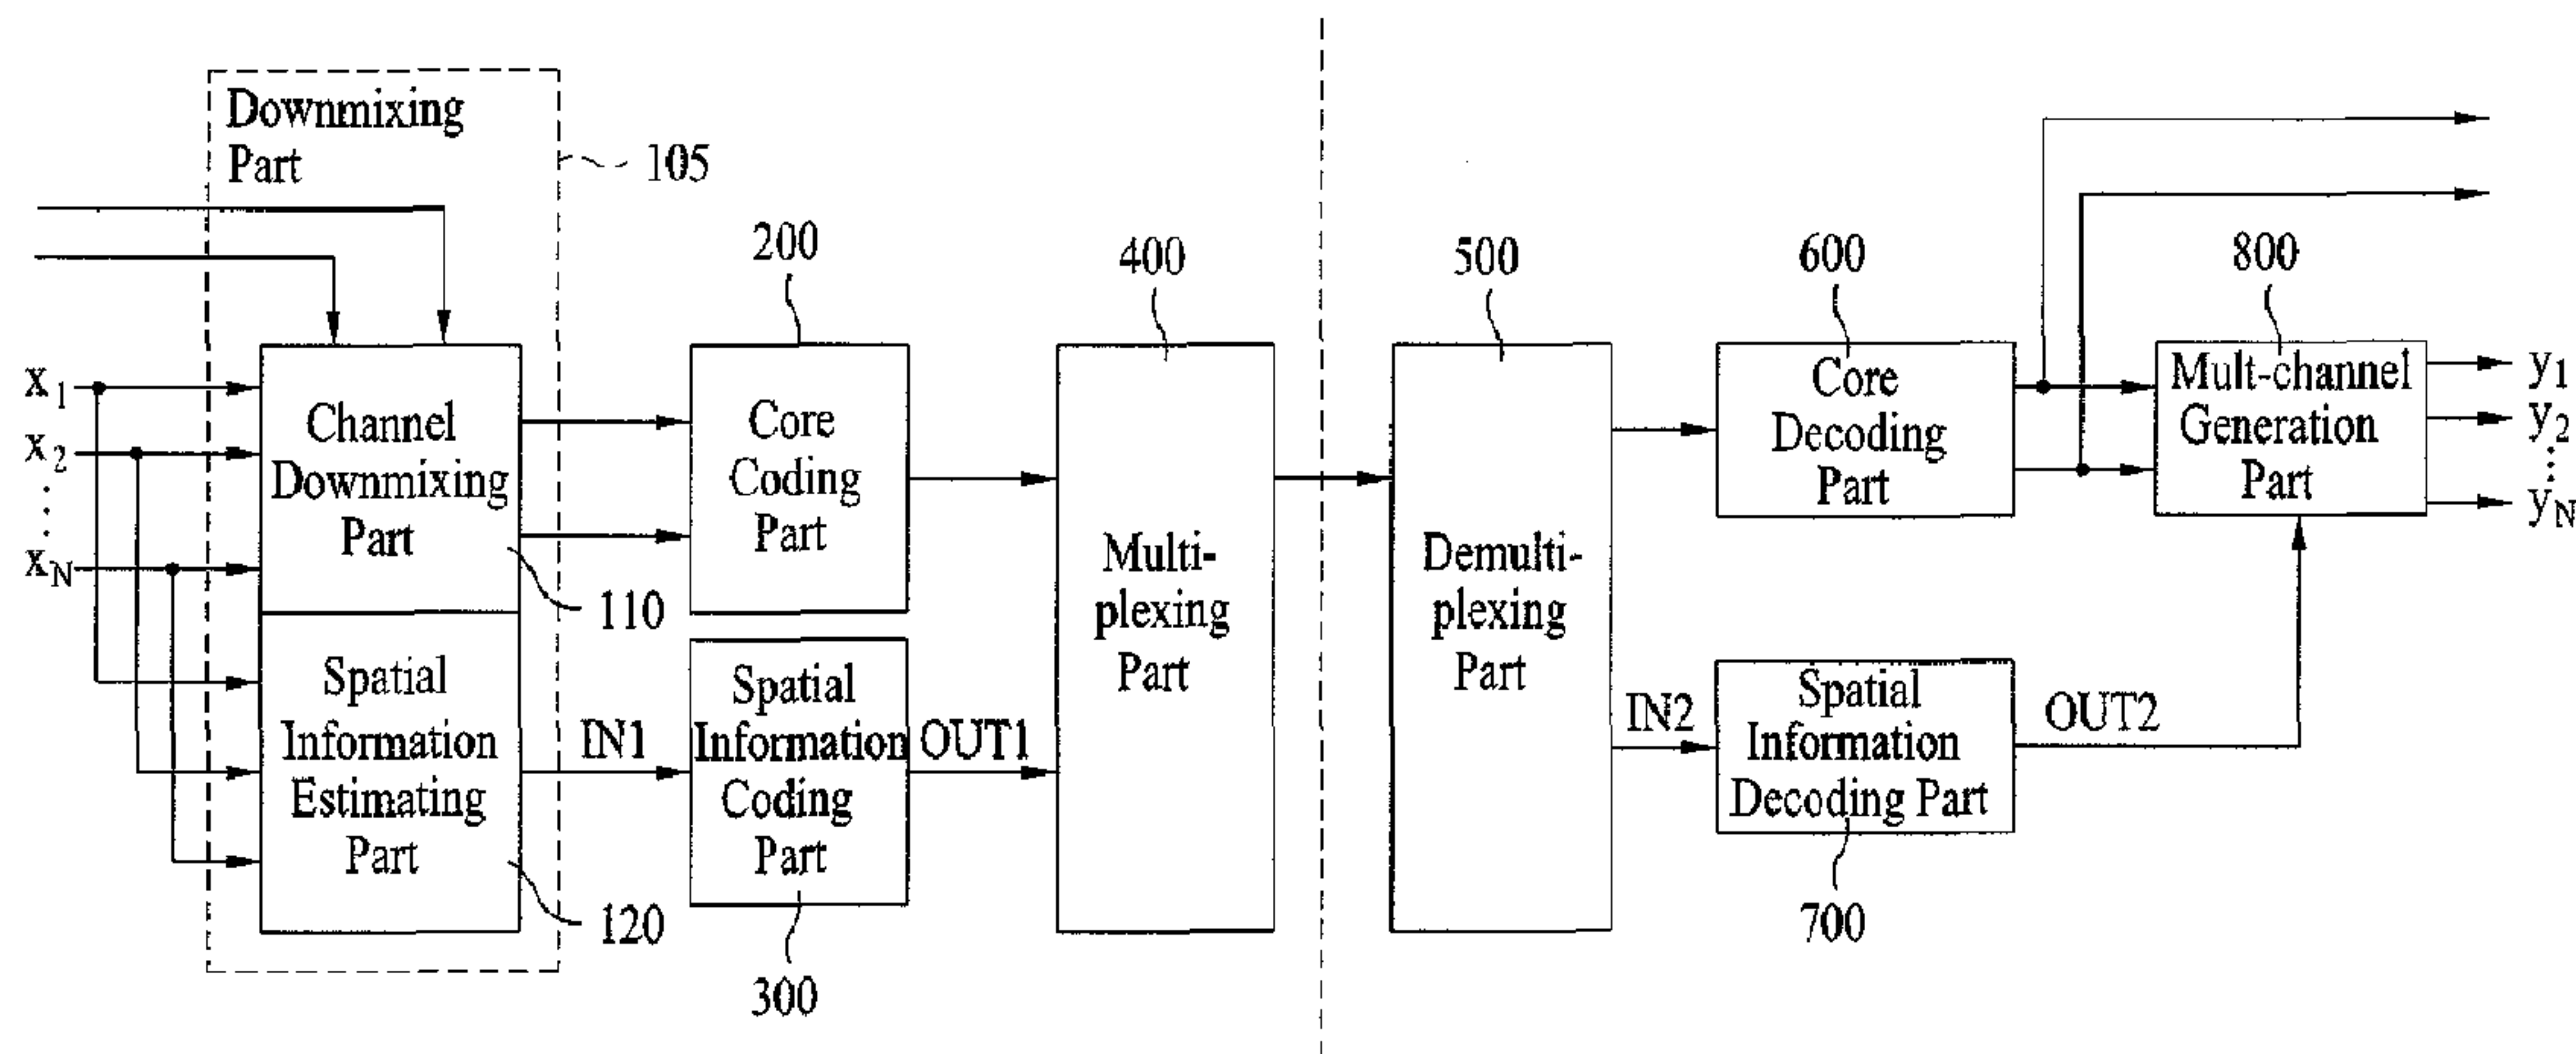 Downmixing
Part
105
200
400
500
600
800
x1
x2
xN
Channel
Downmixing
Part
110
Core
Coding
Part
Multi-
plexing
Part
Demulti-
plexing
Part
Core
Decoding
Part
Mult-channel
Generation
Part
y1
y2
yN
Spatial
Information
Estimating
Part
120
IN1
Spatial
Information
Coding
Part
300
OUT1
IN2
Spatial
Information
Decoding Part
700
OUT2